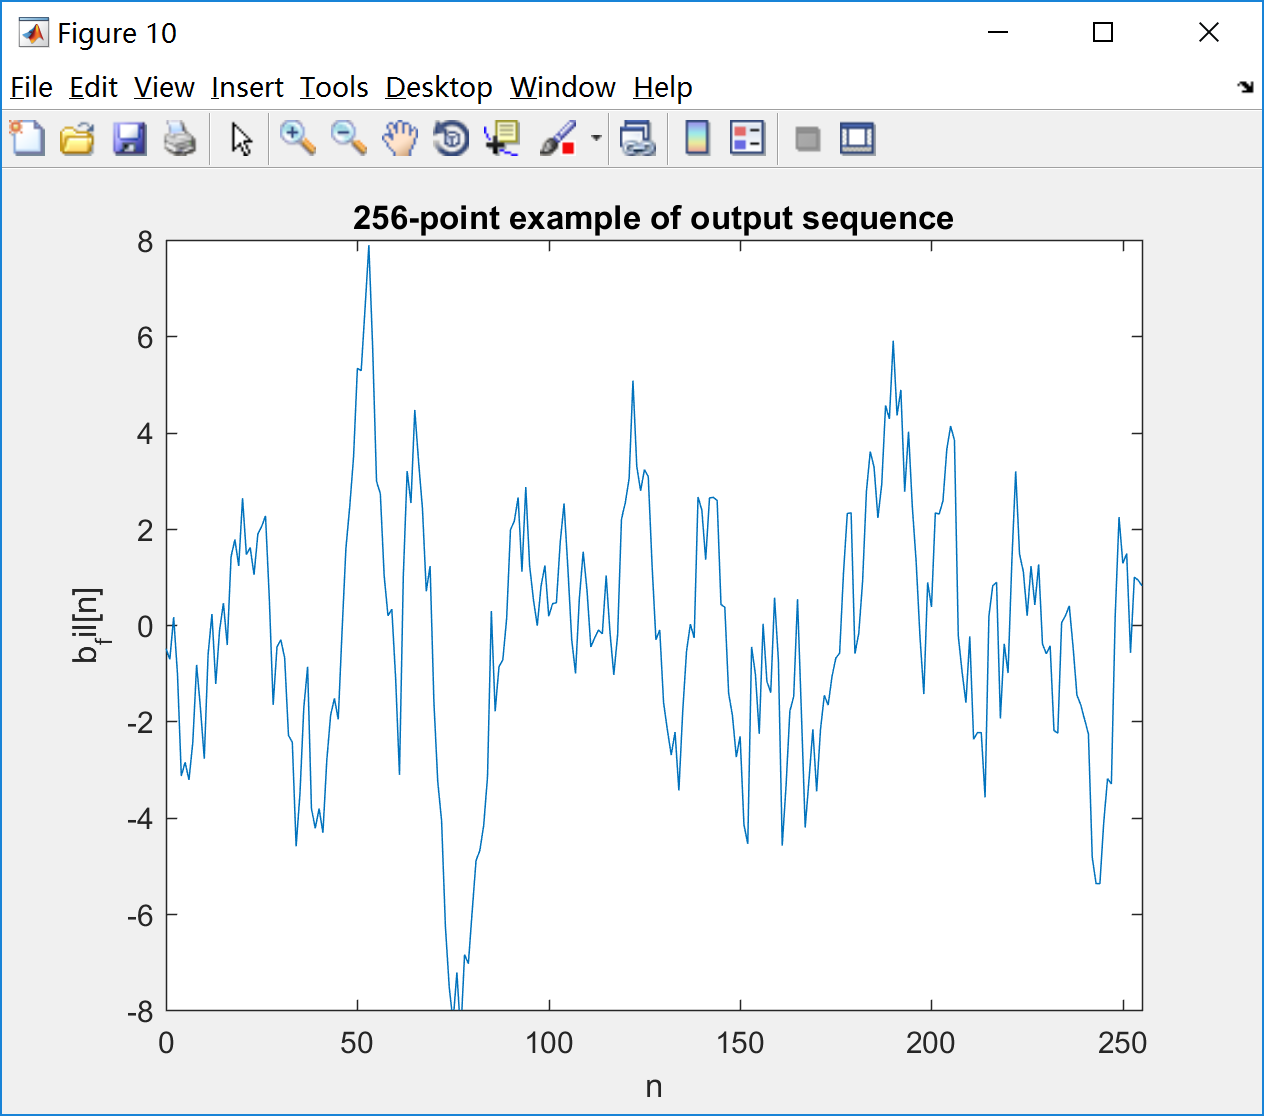 Figure 10
File Edit View Insert Tools Desktop Window Help
256-point example of output sequence
8
6
4
2
0
-2
-4
-6
-8
b_fil[n]
0 50 100 150 200 250
n